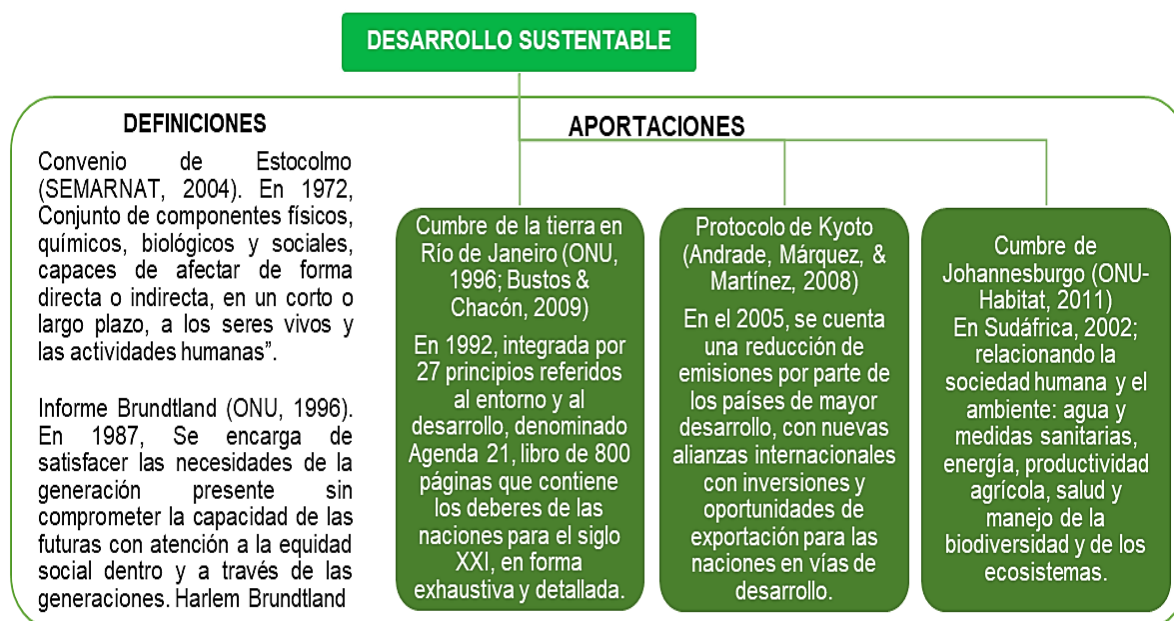 DESARROLLO SUSTENTABLE
DEFINICIONES
Convenio de Estocolmo
(SEMARNAT, 2004). En 1972,
Conjunto de componentes físicos,
químicos, biológicos y sociales,
capaces de afectar de forma
directa o indirecta, en un corto o
largo plazo, a los seres vivos y
las actividades humanas”.
Informe Brundtland (ONU, 1996).
En 1987, Se encarga de
satisfacer las necesidades de la
generación presente sin
comprometer la capacidad de las
futuras con atención a la equidad
social dentro y a través de las
generaciones. Harlem Brundtland
APORTACIONES
Cumbre de la tierra en
Río de Janeiro (ONU,
1996; Bustos &
Chacón, 2009)
En 1992, integrada por
27 principios referidos
al entorno y al
desarrollo, denominado
Agenda 21, libro de 800
páginas que contiene
los deberes de las
naciones para el siglo
XXI, en forma
exhaustiva y detallada.
Protocolo de Kyoto
(Andrade, Márquez, &
Martínez, 2008)
En el 2005, se cuenta
una reducción de
emisiones por parte de
los países de mayor
desarrollo, con nuevas
alianzas internacionales
con inversiones y
oportunidades de
exportación para las
naciones en vías de
desarrollo.
Cumbre de
Johannesburgo (ONU-
Habitat, 2011)
En Sudáfrica, 2002;
relacionando la
sociedad humana y el
ambiente: agua y
medidas sanitarias,
energía, productividad
agrícola, salud y
manejo de la
biodiversidad y de los
ecosistemas.